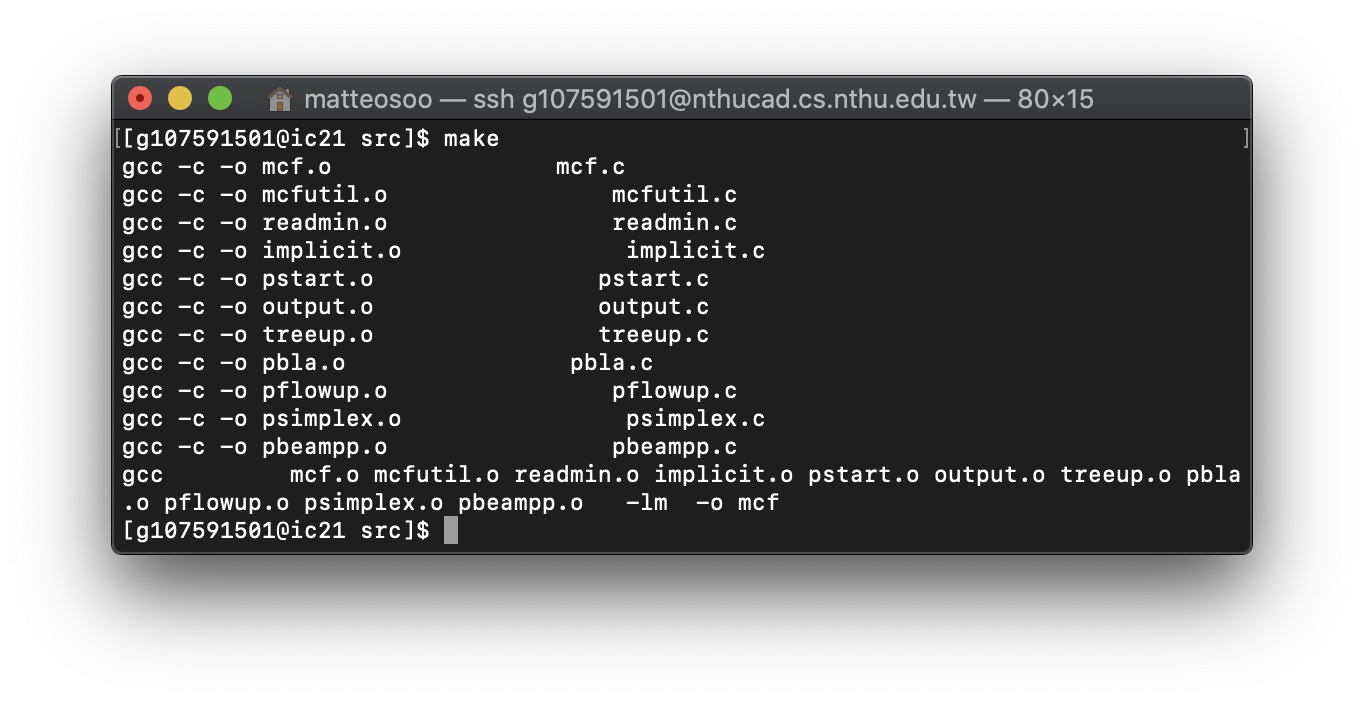 matteosoo — ssh g107591501@nthucad.cs.nthu.edu.tw — 80×15
[[g107591501@ic21 src]$ make ]
gcc -c -o mcf.o                mcf.c
gcc -c -o mcfutil.o                mcfutil.c
gcc -c -o readmin.o                readmin.c
gcc -c -o implicit.o                implicit.c
gcc -c -o pstart.o                pstart.c
gcc -c -o output.o                output.c
gcc -c -o treeup.o                treeup.c
gcc -c -o pbla.o                pbla.c
gcc -c -o pflowup.o                pflowup.c
gcc -c -o psimplex.o                psimplex.c
gcc -c -o pbeampp.o                pbeampp.c
gcc         mcf.o mcfutil.o readmin.o implicit.o pstart.o output.o treeup.o pbla
.o pflowup.o psimplex.o pbeampp.o   -lm  -o mcf
[g107591501@ic21 src]$